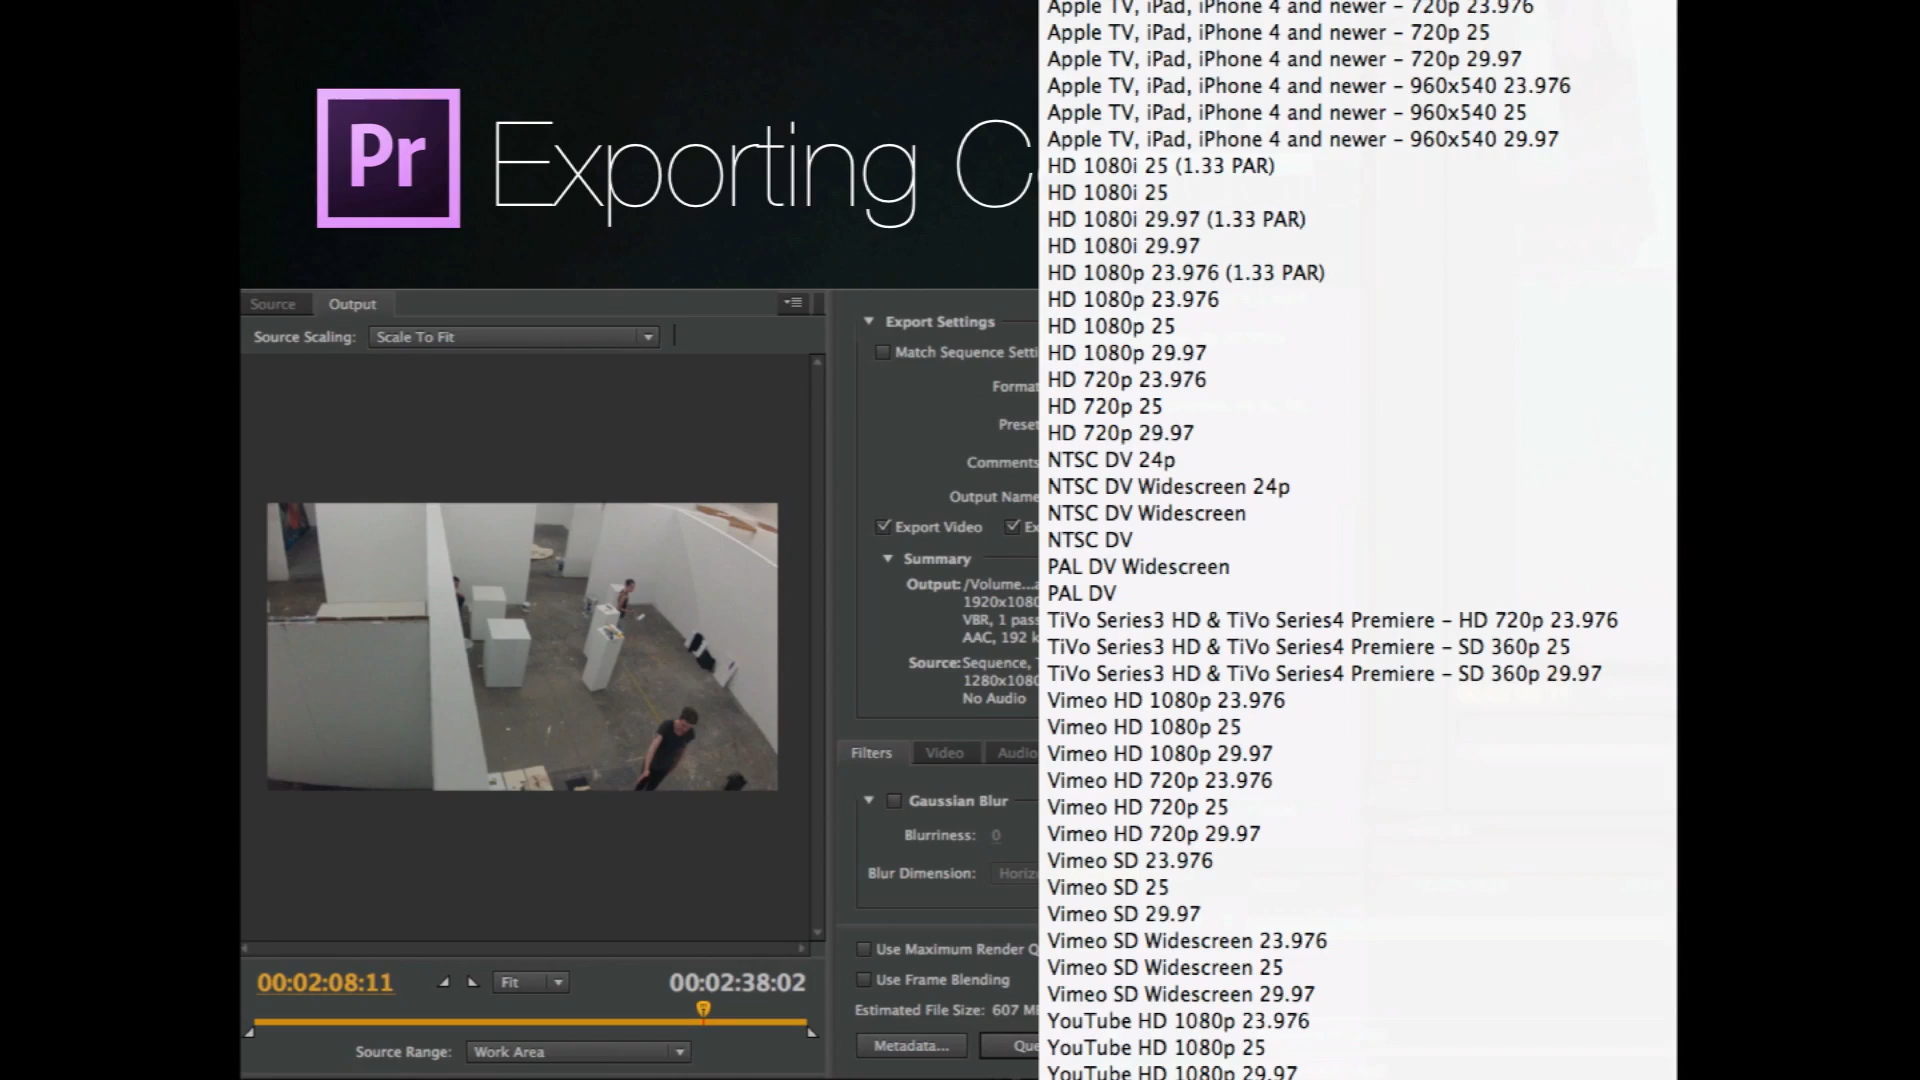 Pr Exporting C
Source Output
Source Scaling: Scale To Fit
00:02:08:11 Fit 00:02:38:02
Source Range: Work Area
Export Settings
Match Sequence Setti
Format
Preset
Comments
Output Name
Export Video Ex
Summary
Output: /Volume...a
1920x1080
VBR, 1 pass
AAC, 192 k
Source: Sequence,
1280x1080
No Audio
Filters Video Audio
Gaussian Blur
Blurriness: 0
Blur Dimension: Horiz
Use Maximum Render Q
Use Frame Blending
Estimated File Size: 607 M
Metadata... Que
Apple TV, iPad, iPhone 4 and newer – 720p 23.976
Apple TV, iPad, iPhone 4 and newer – 720p 25
Apple TV, iPad, iPhone 4 and newer – 720p 29.97
Apple TV, iPad, iPhone 4 and newer – 960x540 23.976
Apple TV, iPad, iPhone 4 and newer – 960x540 25
Apple TV, iPad, iPhone 4 and newer – 960x540 29.97
HD 1080i 25 (1.33 PAR)
HD 1080i 25
HD 1080i 29.97 (1.33 PAR)
HD 1080i 29.97
HD 1080p 23.976 (1.33 PAR)
HD 1080p 23.976
HD 1080p 25
HD 1080p 29.97
HD 720p 23.976
HD 720p 25
HD 720p 29.97
NTSC DV 24p
NTSC DV Widescreen 24p
NTSC DV Widescreen
NTSC DV
PAL DV Widescreen
PAL DV
TiVo Series3 HD & TiVo Series4 Premiere – HD 720p 23.976
TiVo Series3 HD & TiVo Series4 Premiere – SD 360p 25
TiVo Series3 HD & TiVo Series4 Premiere – SD 360p 29.97
Vimeo HD 1080p 23.976
Vimeo HD 1080p 25
Vimeo HD 1080p 29.97
Vimeo HD 720p 23.976
Vimeo HD 720p 25
Vimeo HD 720p 29.97
Vimeo SD 23.976
Vimeo SD 25
Vimeo SD 29.97
Vimeo SD Widescreen 23.976
Vimeo SD Widescreen 25
Vimeo SD Widescreen 29.97
YouTube HD 1080p 23.976
YouTube HD 1080p 25
YouTube HD 1080p 29.97